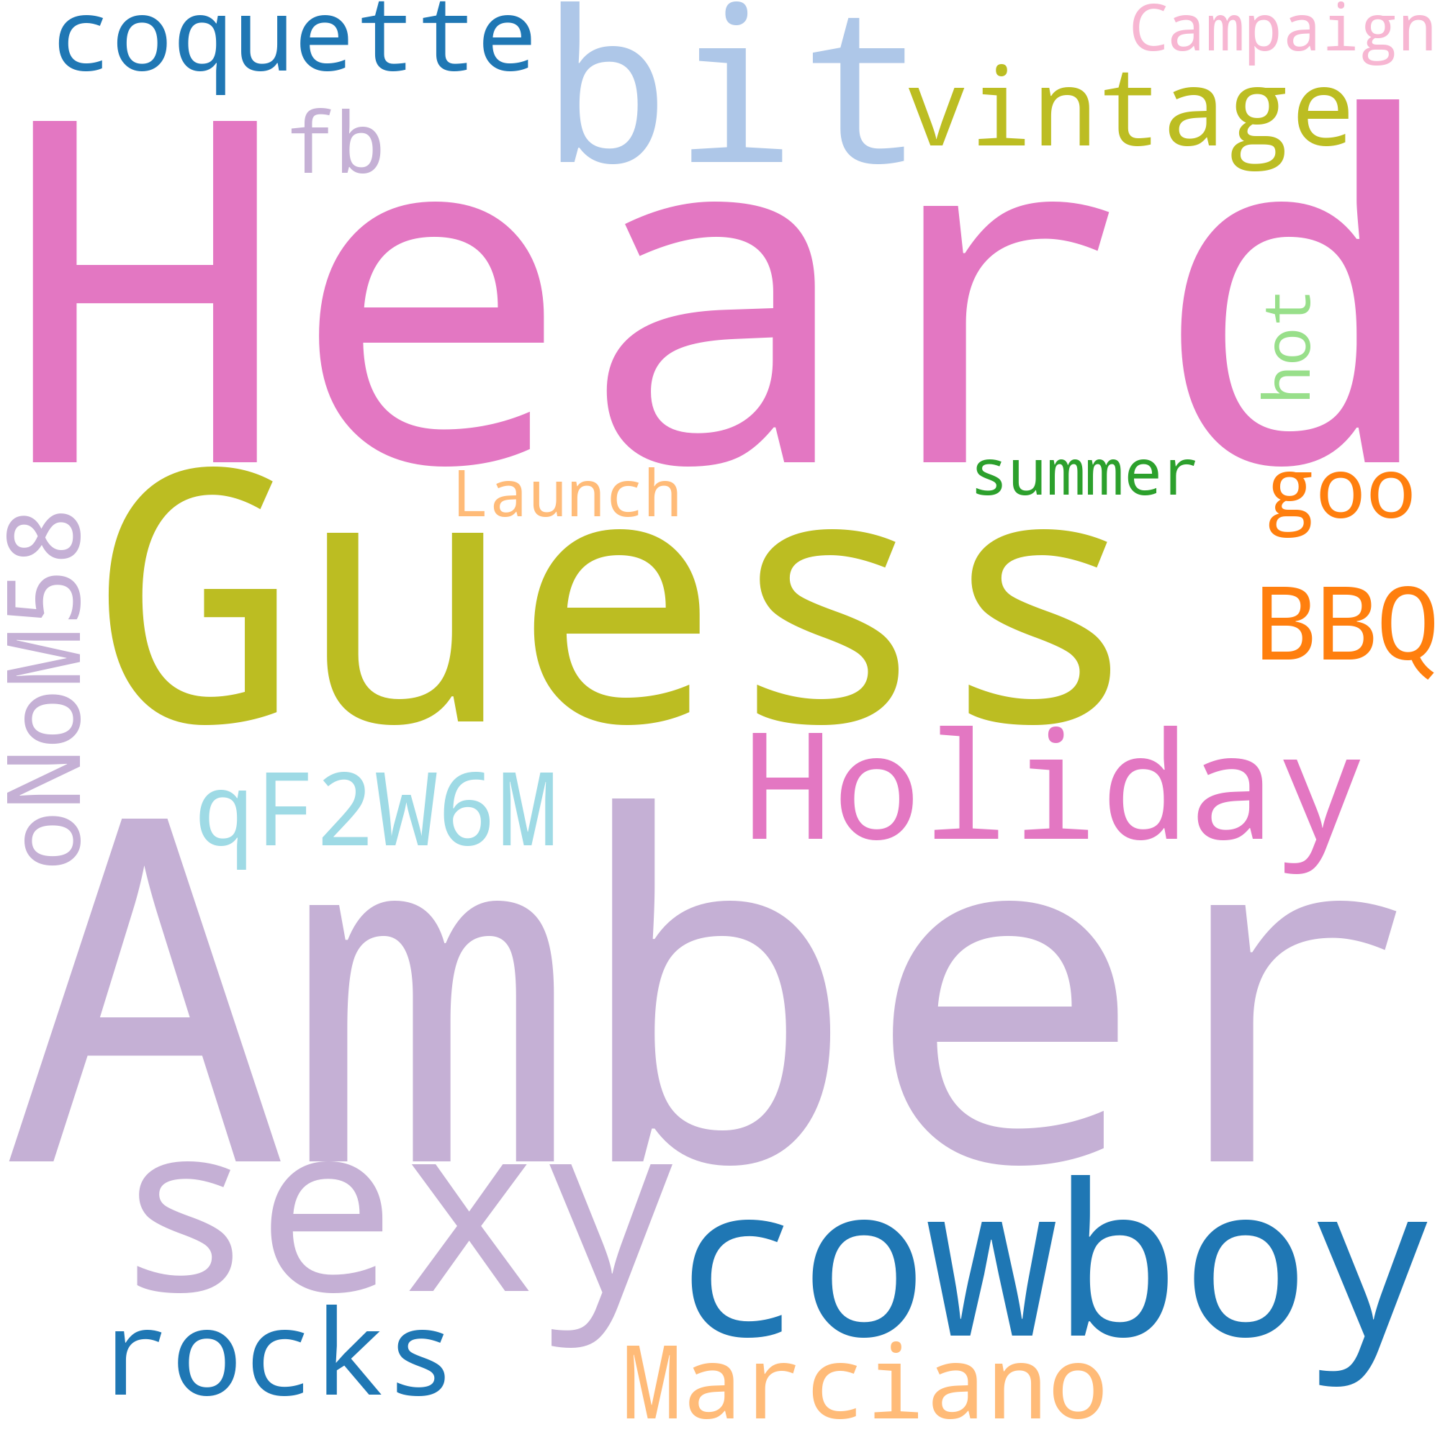 coquette
bit
Campaign
vintage
fb
Heard
hot
Launch
summer
goo
Guess
oNoM58
BBQ
Holiday
qF2W6M
Amber
sexy
cowboy
rocks
Marciano